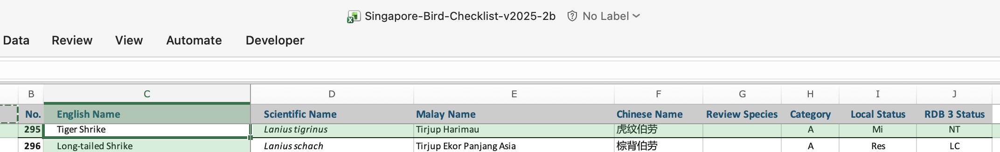 Singapore-Bird-Checklist-v2025-2b No Label
Data Review View Automate Developer
B C D E F G H I J
No. English Name Scientific Name Malay Name Chinese Name Review Species Category Local Status RDB 3 Status
295 Tiger Shrike Lanius tigrinus Tirjup Harimau 虎纹伯劳 A Mi NT
296 Long-tailed Shrike Lanius schach Tirjup Ekor Panjang Asia 棕背伯劳 A Res LC